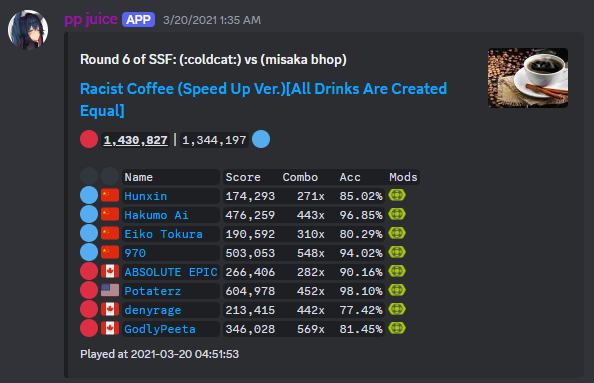 pp juice APP 3/20/2021 1:35 AM
Round 6 of SSF: (:coldcat:) vs (misaka bhop)
Racist Coffee (Speed Up Ver.)[All Drinks Are Created
Equal]
1,430,827 | 1,344,197
Name Score Combo Acc Mods
Hunxin 174,293 271x 85.02%
Hakumo Ai 476,259 443x 96.85%
Eiko Tokura 190,592 310x 80.29%
970 503,053 548x 94.02%
ABSOLUTE EPIC 266,406 282x 90.16%
Potaterz 604,978 452x 98.10%
denyrage 213,415 442x 77.42%
GodlyPeeta 346,028 569x 81.45%
Played at 2021-03-20 04:51:53